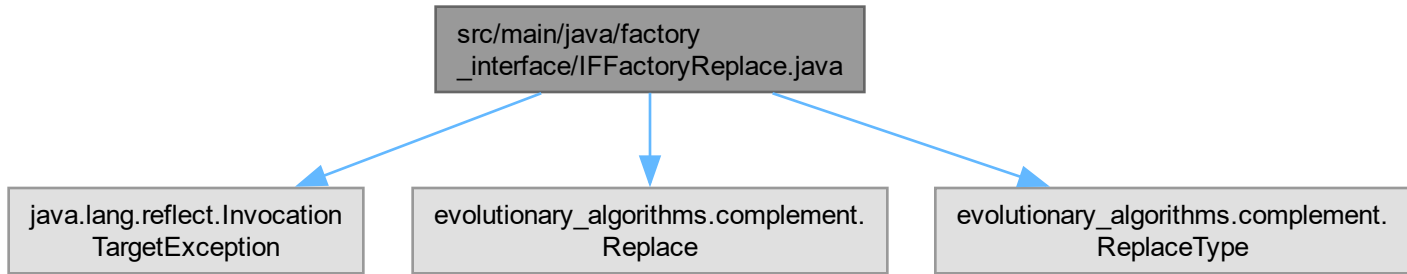 src/main/java/factory
_interface/IFFactoryReplace.java
java.lang.reflect.Invocation
TargetException
evolutionary_algorithms.complement.
Replace
evolutionary_algorithms.complement.
ReplaceType